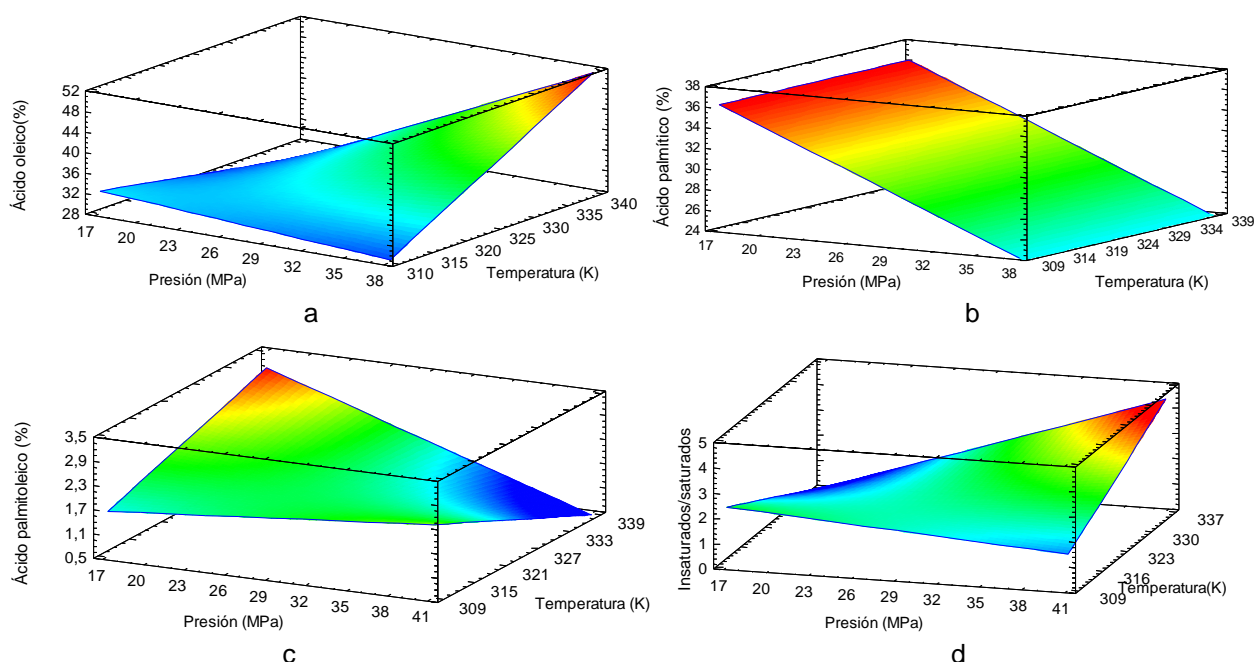 Ácido oleico(%)
52
48
44
40
36
32
28
17 20 23 26 29 32 35 38
Presión (MPa)
310 315 320 325 330 335 340
Temperatura (K)
a
Ácido palmítico (%)
38
36
34
32
30
28
26
24
17 20 23 26 29 32 35 38
Presión (MPa)
309 314 319 324 329 334 339
Temperatura (K)
b
Ácido palmitoleico (%)
3,5
2,9
2,3
1,7
1,1
0,5
17 20 23 26 29 32 35 38 41
Presión (MPa)
309 315 321 327 333 339
Temperatura (K)
c
Insaturados/saturados
5
4
3
2
1
0
17 20 23 26 29 32 35 38 41
Presión (MPa)
309 316 323 330 337
Temperatura(K)
d